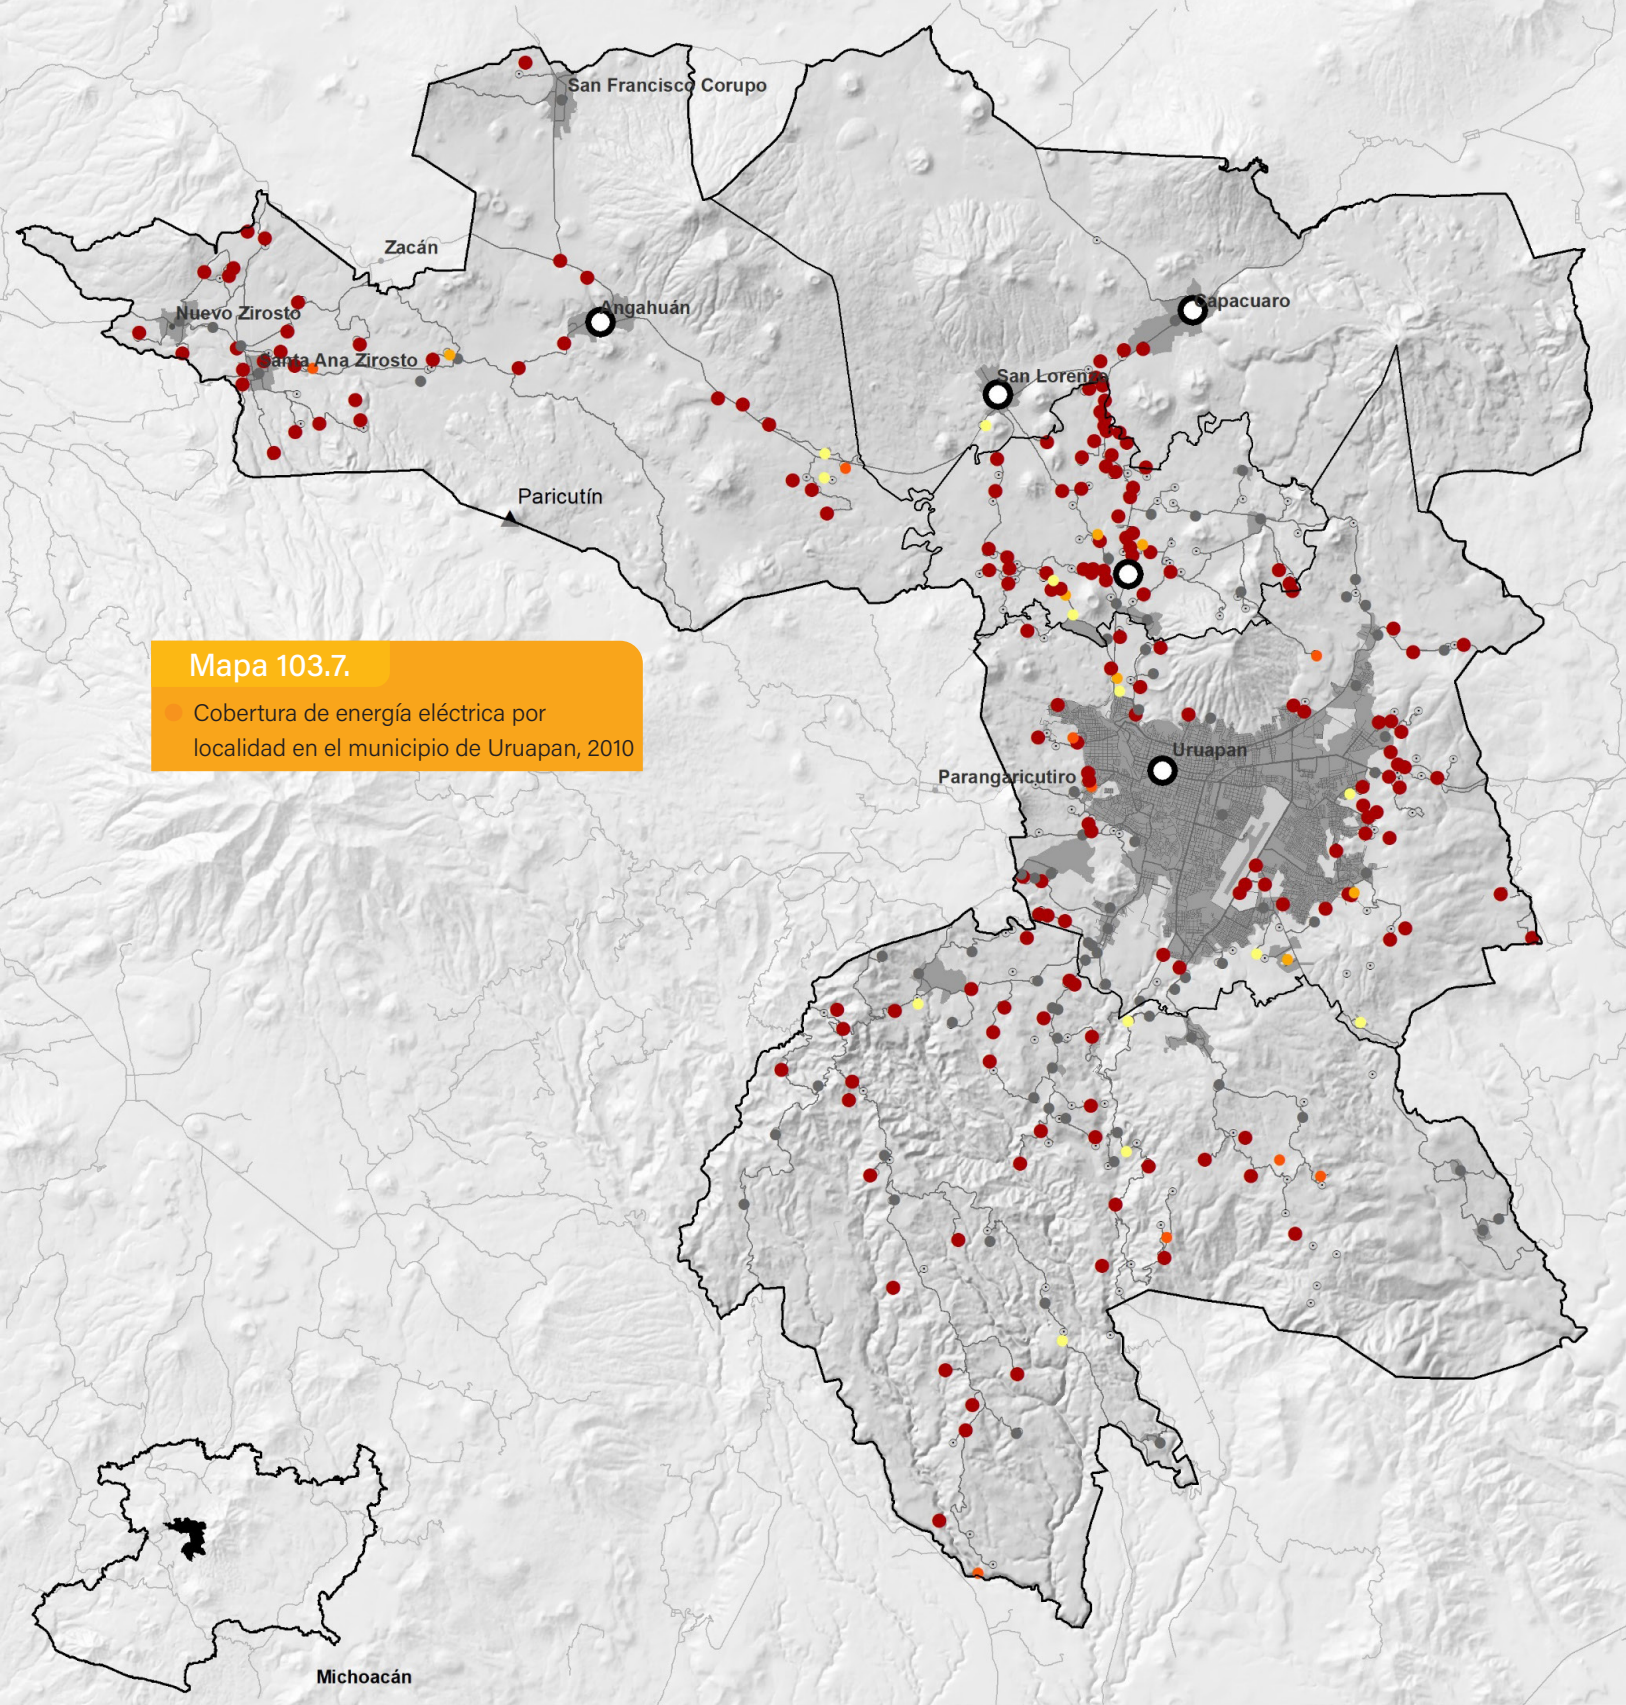 San Francisco Corupo
Zacán
Nuevo Zirosto
Angahuán
Capacuaro
Santa Ana Zirosto
San Lorenzo
Paricutín
Mapa 103.7.
Cobertura de energía eléctrica por
localidad en el municipio de Uruapan, 2010
Uruapan
Parangaricutiro
Michoacán